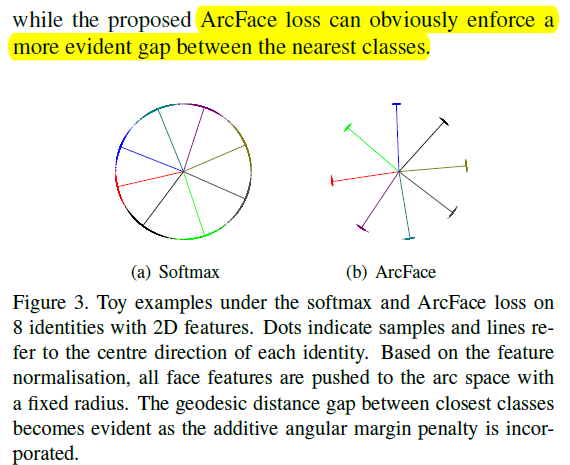 while the proposed ArcFace loss can obviously enforce a
more evident gap between the nearest classes.
(a) Softmax
(b) ArcFace
Figure 3. Toy examples under the softmax and ArcFace loss on
8 identities with 2D features. Dots indicate samples and lines re-
fer to the centre direction of each identity. Based on the feature
normalisation, all face features are pushed to the arc space with
a fixed radius. The geodesic distance gap between closest classes
becomes evident as the additive angular margin penalty is incor-
porated.